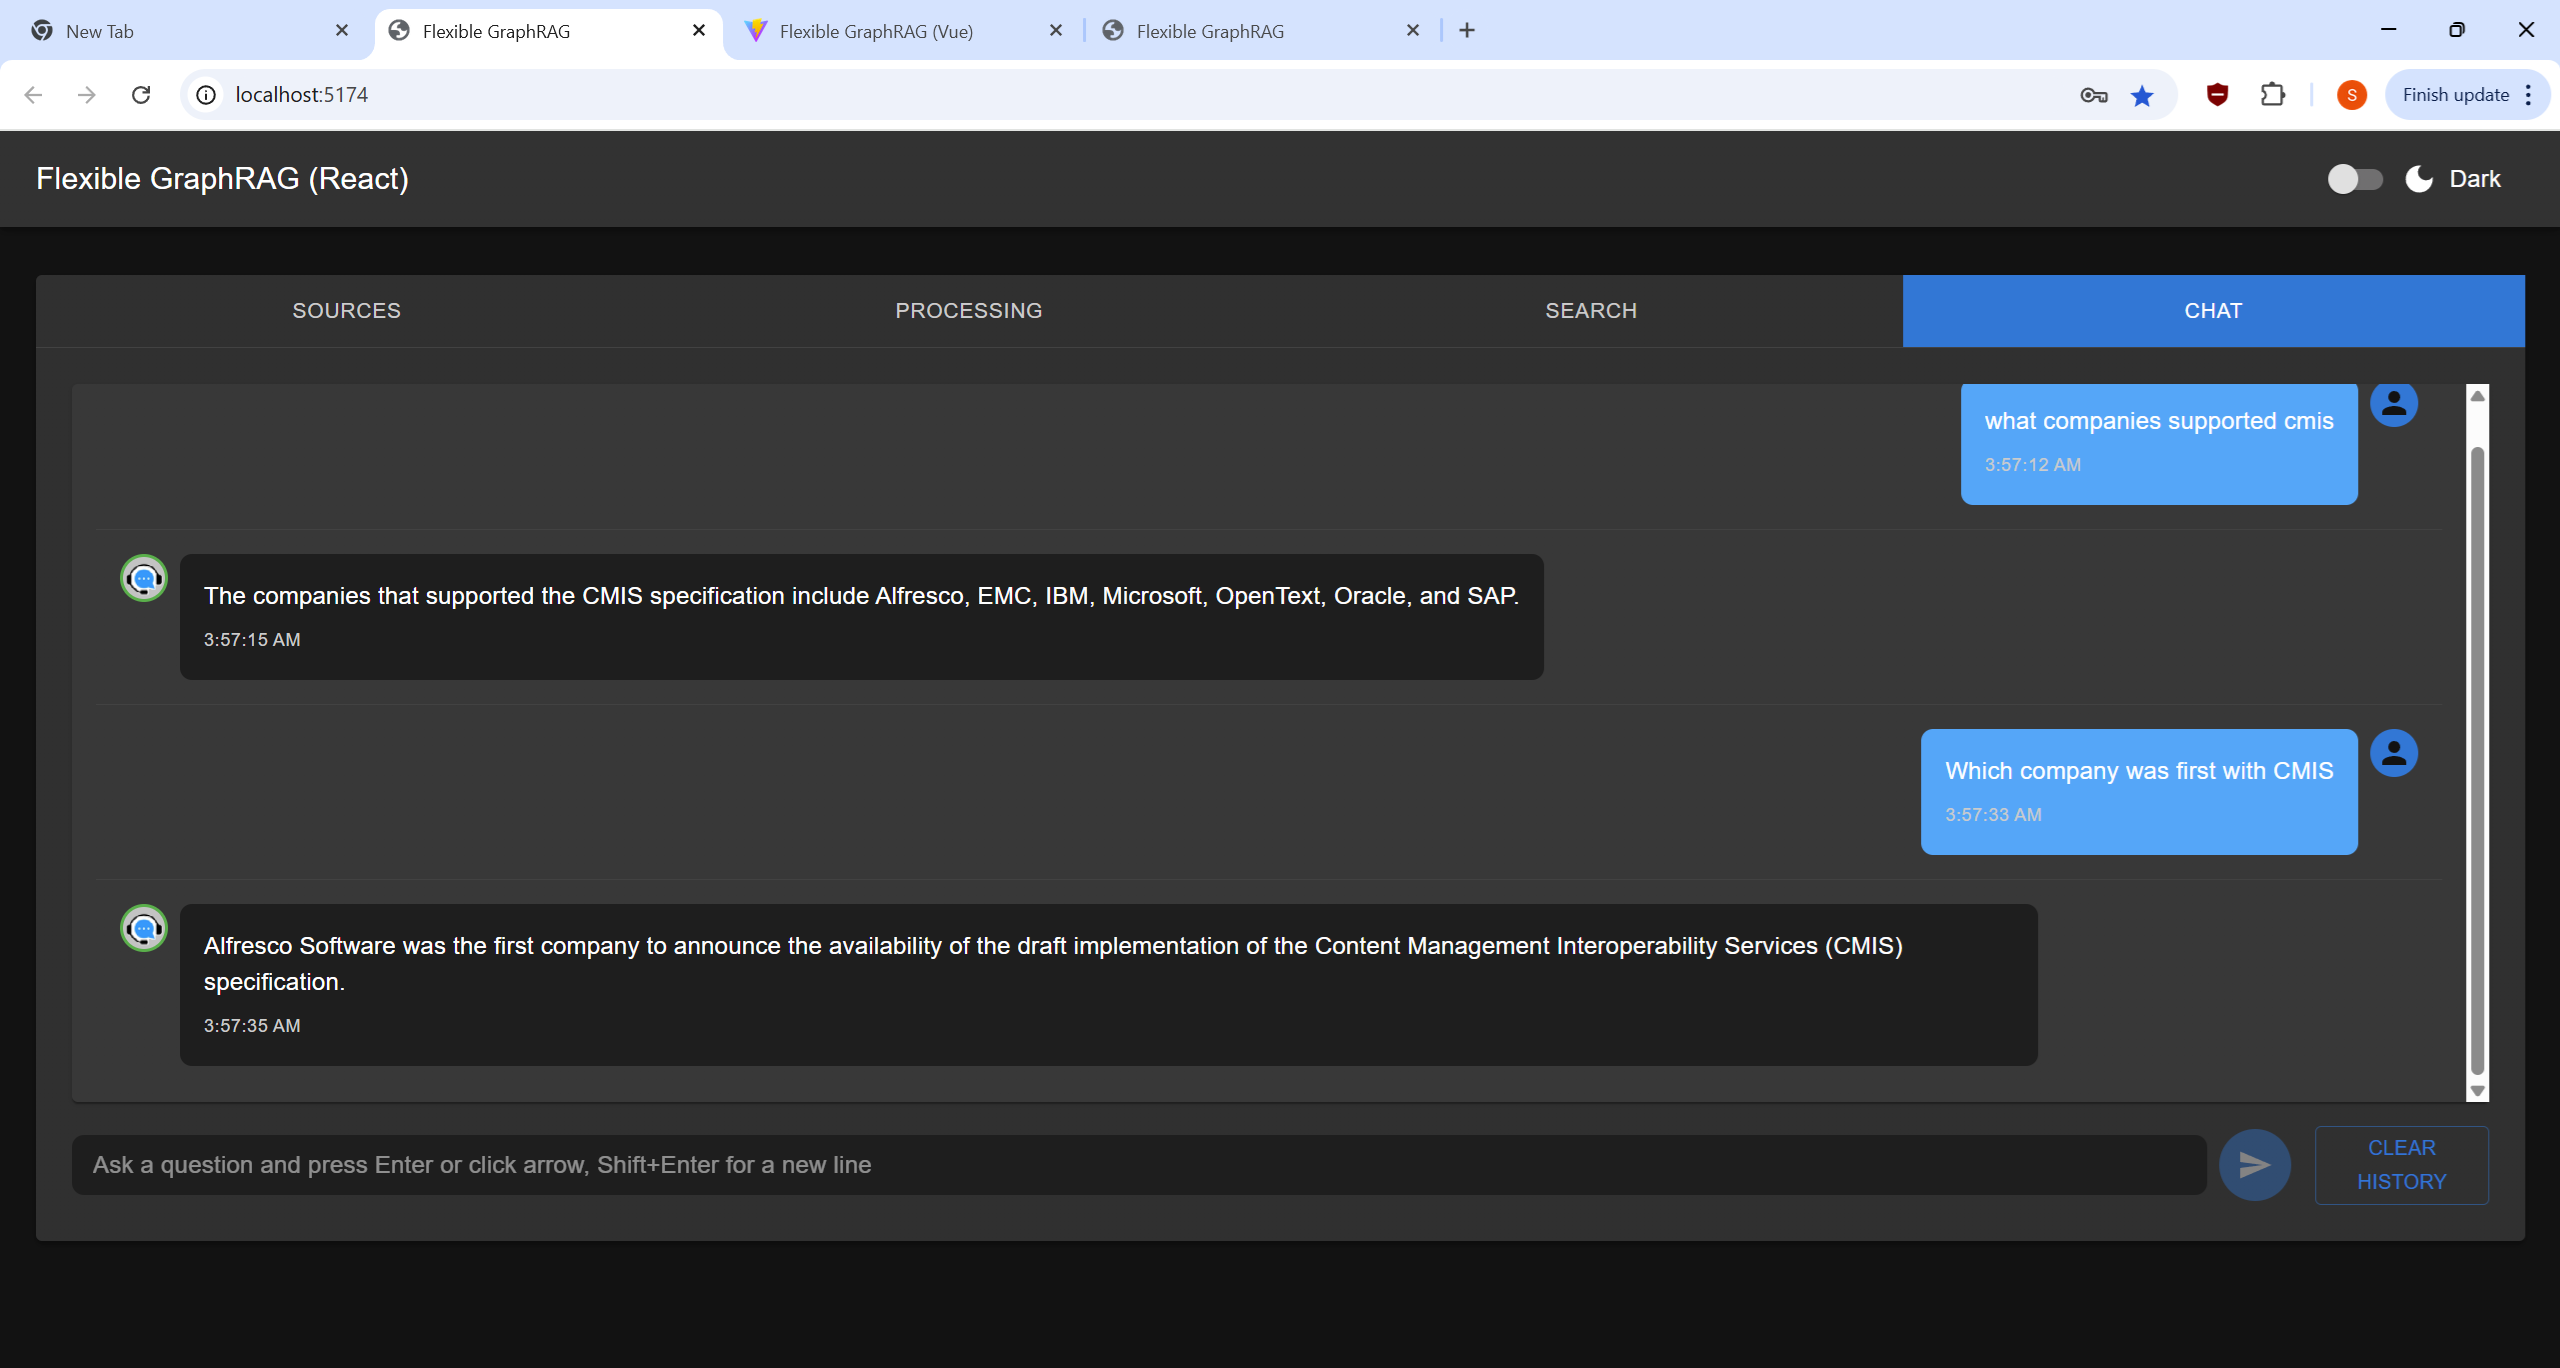 New Tab
Flexible GraphRAG
Flexible GraphRAG (Vue)
Flexible GraphRAG
localhost:5174
S
Finish update
Flexible GraphRAG (React)
Dark
SOURCES
PROCESSING
SEARCH
CHAT
what companies supported cmis
3:57:12 AM
The companies that supported the CMIS specification include Alfresco, EMC, IBM, Microsoft, OpenText, Oracle, and SAP.
3:57:15 AM
Which company was first with CMIS
3:57:33 AM
Alfresco Software was the first company to announce the availability of the draft implementation of the Content Management Interoperability Services (CMIS)
specification.
3:57:35 AM
Ask a question and press Enter or click arrow, Shift+Enter for a new line
CLEAR
HISTORY